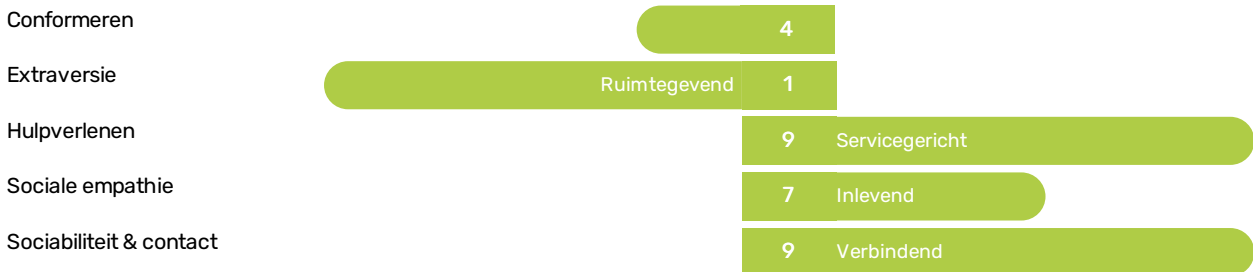 Conformeren 4
Extraversie Ruimtegevend 1
Hulpverlenen 9 Servicegericht
Sociale empathie 7 Inlevend
Sociabiliteit & contact 9 Verbindend